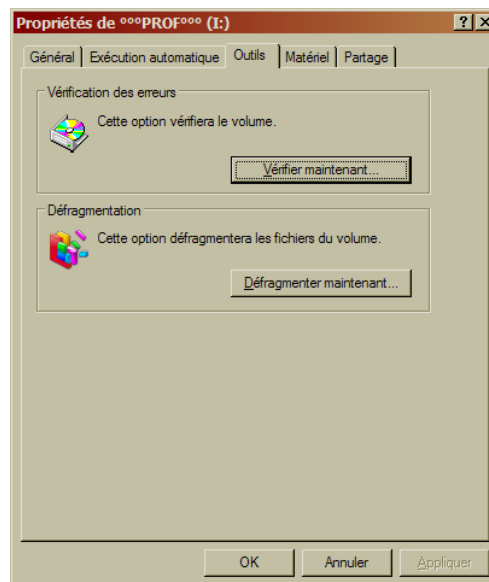 Propriétés de °°°PROF°°° (I:)
Général Exécution automatique Outils Matériel Partage
Vérification des erreurs
Cette option vérifiera le volume.
Vérifier maintenant...
Défragmentation
Cette option défragmentera les fichiers du volume.
Défragmenter maintenant...
OK Annuler Appliquer